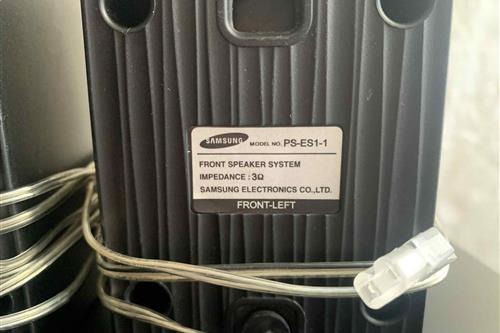 SAMSUNG MODEL NO. PS-ES1-1
FRONT SPEAKER SYSTEM
IMPEDANCE : 3Ω
SAMSUNG ELECTRONICS CO.,LTD.
FRONT-LEFT